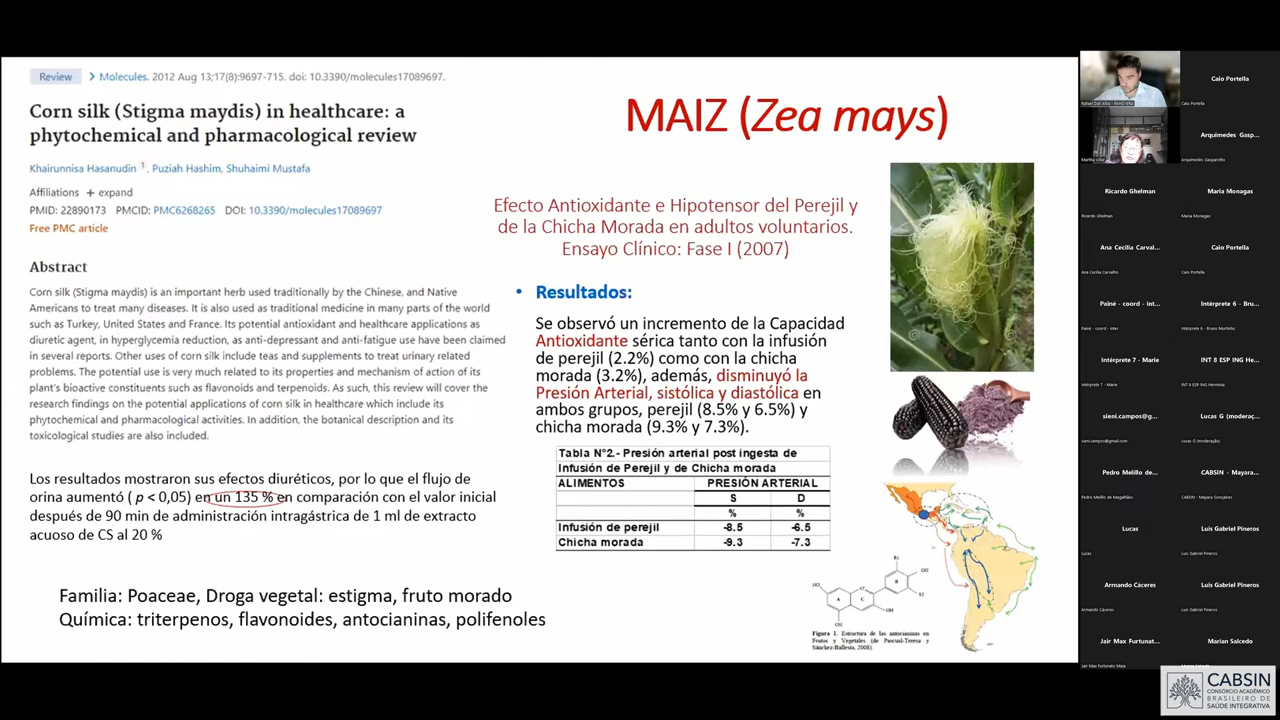 Review
Molecules. 2012 Aug 13;17(8):9697-715. doi: 10.3390/molecules17089697.
Corn silk (Stigma maydis) in healthcare: a
phytochemical and pharmacological review
Khairunnisa Hasanudin 1, Puziah Hashim, Shuhaimi Mustafa
Affiliations + expand
PMID: 22890173 PMCID: PMC6268265 DOI: 10.3390/molecules17089697
Free PMC article
Abstract
Corn silk (Stigma maydis) is an important herb used traditionally by the Chinese, and Native
Americans to treat many diseases. It is also used as traditional medicine in many parts of the world
such as Turkey, United States and France. Its potential antioxidant and healthcare applications as
diuretic agent, in hyperglycemia reduction, as anti-depressant and anti-fatigue use have been claimed
in several reports. Other uses of corn silk include teas and supplements to treat urinary related
problems. The potential use is very much related to its properties and mechanism of action of its
plant's bioactive constituents such as flavonoids and terpenoids. As such, this review will cover the
research findings on the potential applications of corn silk in healthcare which include its
phytochemical and pharmacological activities. In addition, the botanical description and its
toxicological studies are also included.
Los resultados mostraron sus efectos diuréticos, por lo que el flujo de
orina aumentó ( p < 0,05) en un 135 % en comparación con el valor inicial
después de 90 min de administración intragástrica de 1 ml de extracto
acuoso de CS al 20 %
Familia: Poaceae, Droga vegetal: estigma, fruto morado
Química: triterpenos, flavonoides, antocianinas, polifenoles
MAIZ (Zea mays)
Efecto Antioxidante e Hipotensor del Perejil y
de la Chicha Morada en adultos voluntarios.
Ensayo Clínico: Fase I (2007)
• Resultados:
Se observó un incremento de la Capacidad
Antioxidante sérica tanto con la infusión
de perejil (2.2%) como con la chicha
morada (3.2%), además, disminuyó la
Presión Arterial, sistólica y diastólica en
ambos grupos, perejil (8.5% y 6.5%) y
chicha morada (9.3% y 7.3%).
Tabla N°2.- Presión arterial post ingesta de
Infusión de Perejil y de Chicha morada
ALIMENTOS PRESIÓN ARTERIAL
S D
% %
Infusión de perejil -8.5 -6.5
Chicha morada -9.3 -7.3
R1
OH
B
HO
O+
A C
R2
OH
OH
Figura 1. Estructura de las antocianinas en
Frutos y Vegetales (de Pascual-Teresa y
Sánchez-Ballesta, 2008).
Caio Portella
Caio Portella
Martha Villar
Arquimedes Gasp...
Arquimedes Gasparotto
Ricardo Ghelman
Ricardo Ghelman
Maria Monagas
Maria Monagas
Ana Cecilia Carval...
Ana Cecilia Carvalho
Caio Portella
Caio Portella
Painé - coord - int...
Painé - coord - inter
Intérprete 6 - Bru...
Intérprete 6 - Bruno Mortinho
Intérprete 7 - Marie
Intérprete 7 - Marie
INT 8 ESP ING He...
INT 8 ESP ING Herminia
sieni.campos@g...
sieni.campos@gmail.com
Lucas G (moderaç...
Lucas G (moderação)
Pedro Melillo de...
Pedro Melillo de Magalhães
CABSIN - Mayara...
CABSIN - Mayara Gonçalves
Lucas
Lucas
Luis Gabriel Pineros
Luis Gabriel Pineros
Armando Cáceres
Armando Cáceres
Luis Gabriel Pineros
Luis Gabriel Pineros
Jair Max Furtunat...
Jair Max Furtunato Maia
Marian Salcedo
CABSIN
CONSÓRCIO ACADÊMICO
BRASILEIRO DE
SAÚDE INTEGRATIVA